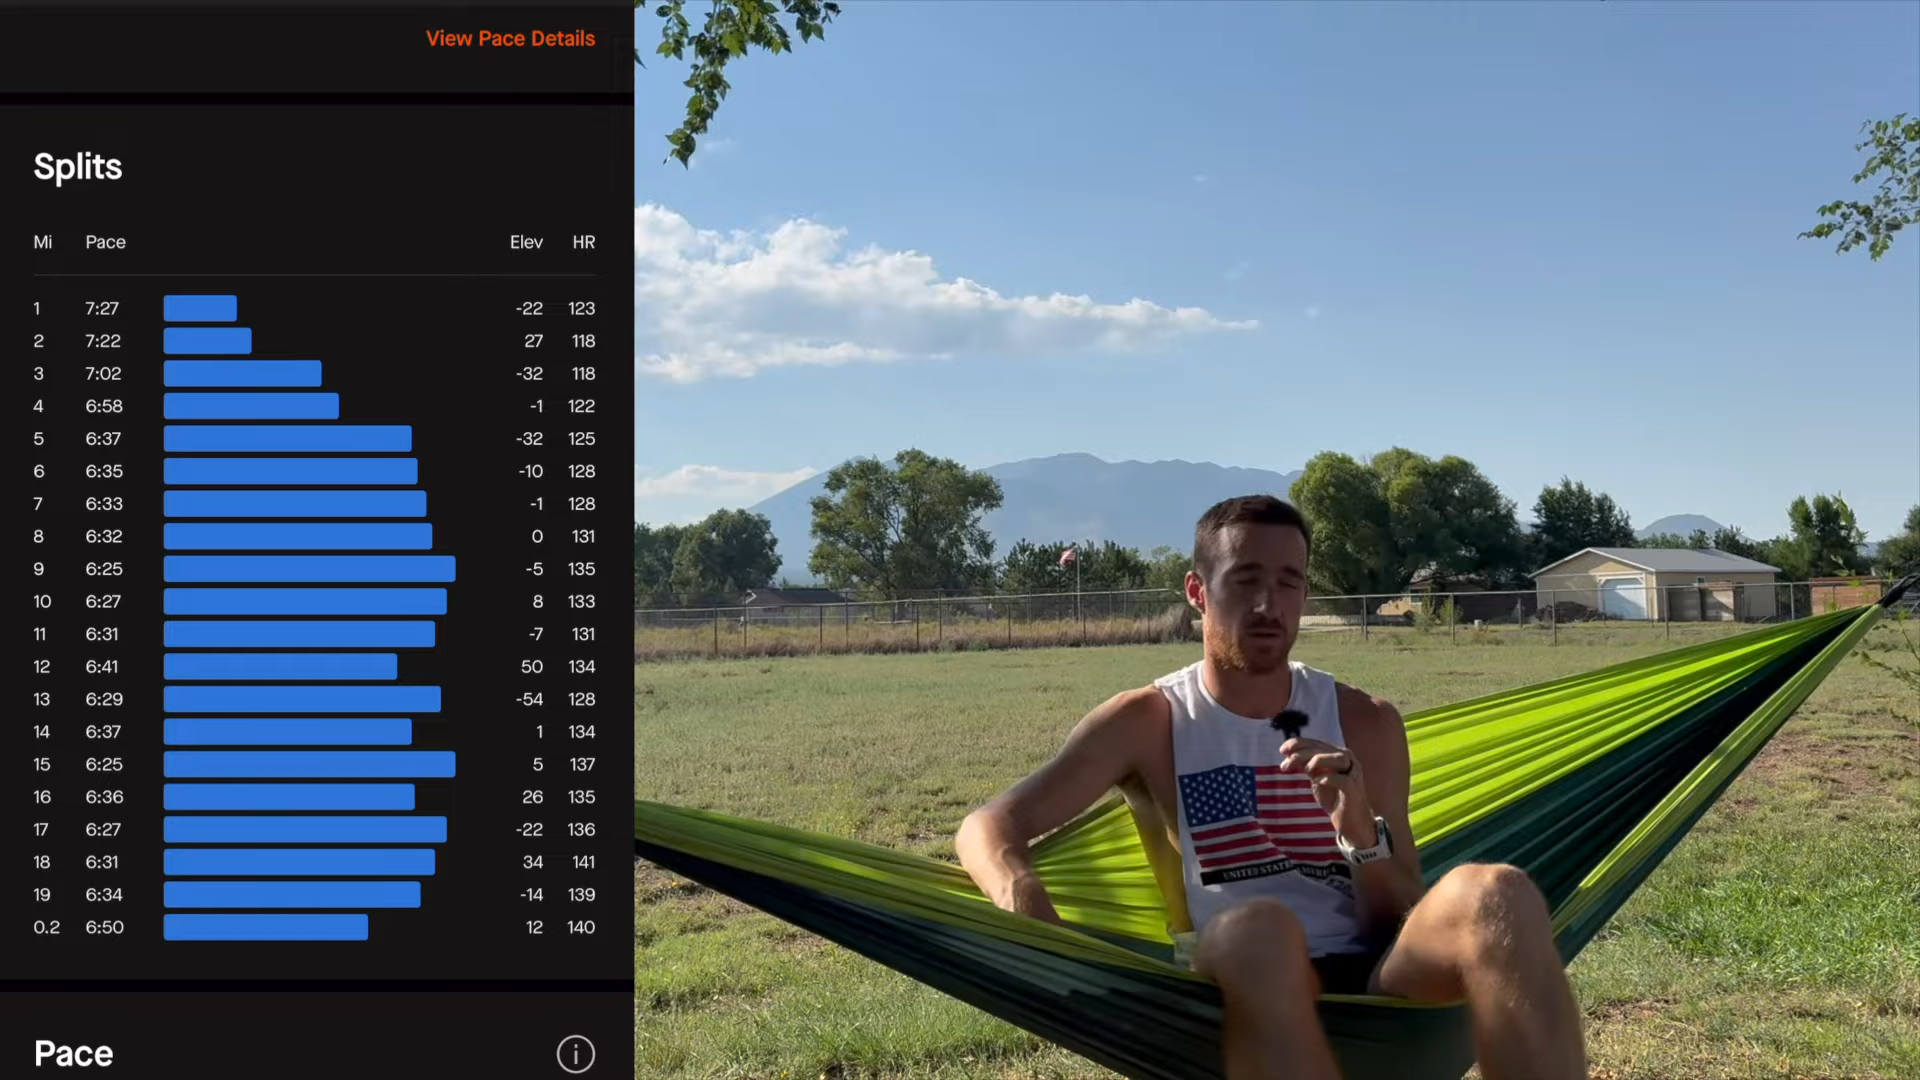 View Pace Details
Splits
Mi Pace Elev HR
1 7:27 -22 123
2 7:22 27 118
3 7:02 -32 118
4 6:58 -1 122
5 6:37 -32 125
6 6:35 -10 128
7 6:33 -1 128
8 6:32 0 131
9 6:25 -5 135
10 6:27 8 133
11 6:31 -7 131
12 6:41 50 134
13 6:29 -54 128
14 6:37 1 134
15 6:25 5 137
16 6:36 26 135
17 6:27 -22 136
18 6:31 34 141
19 6:34 -14 139
0.2 6:50 12 140
Pace
UNITED STATES